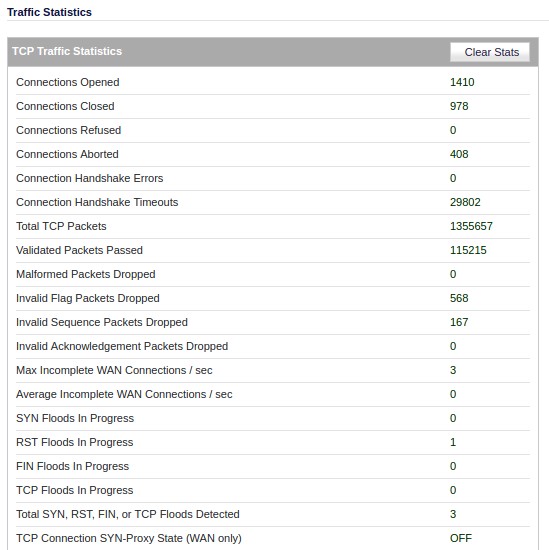 Traffic Statistics
TCP Traffic Statistics Clear Stats
Connections Opened 1410
Connections Closed 978
Connections Refused 0
Connections Aborted 408
Connection Handshake Errors 0
Connection Handshake Timeouts 29802
Total TCP Packets 1355657
Validated Packets Passed 115215
Malformed Packets Dropped 0
Invalid Flag Packets Dropped 568
Invalid Sequence Packets Dropped 167
Invalid Acknowledgement Packets Dropped 0
Max Incomplete WAN Connections / sec 3
Average Incomplete WAN Connections / sec 0
SYN Floods In Progress 0
RST Floods In Progress 1
FIN Floods In Progress 0
TCP Floods In Progress 0
Total SYN, RST, FIN, or TCP Floods Detected 3
TCP Connection SYN-Proxy State (WAN only) OFF